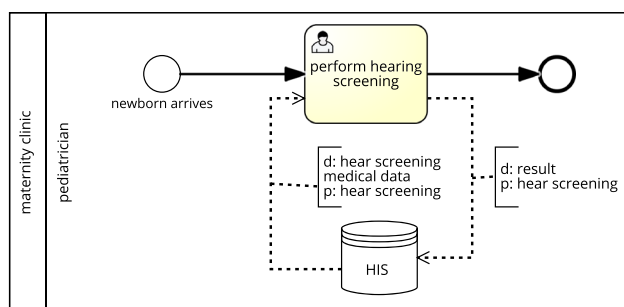 maternity clinic
pediatrician
newborn arrives
perform hearing
screening
d: hear screening
medical data
p: hear screening
d: result
p: hear screening
HIS